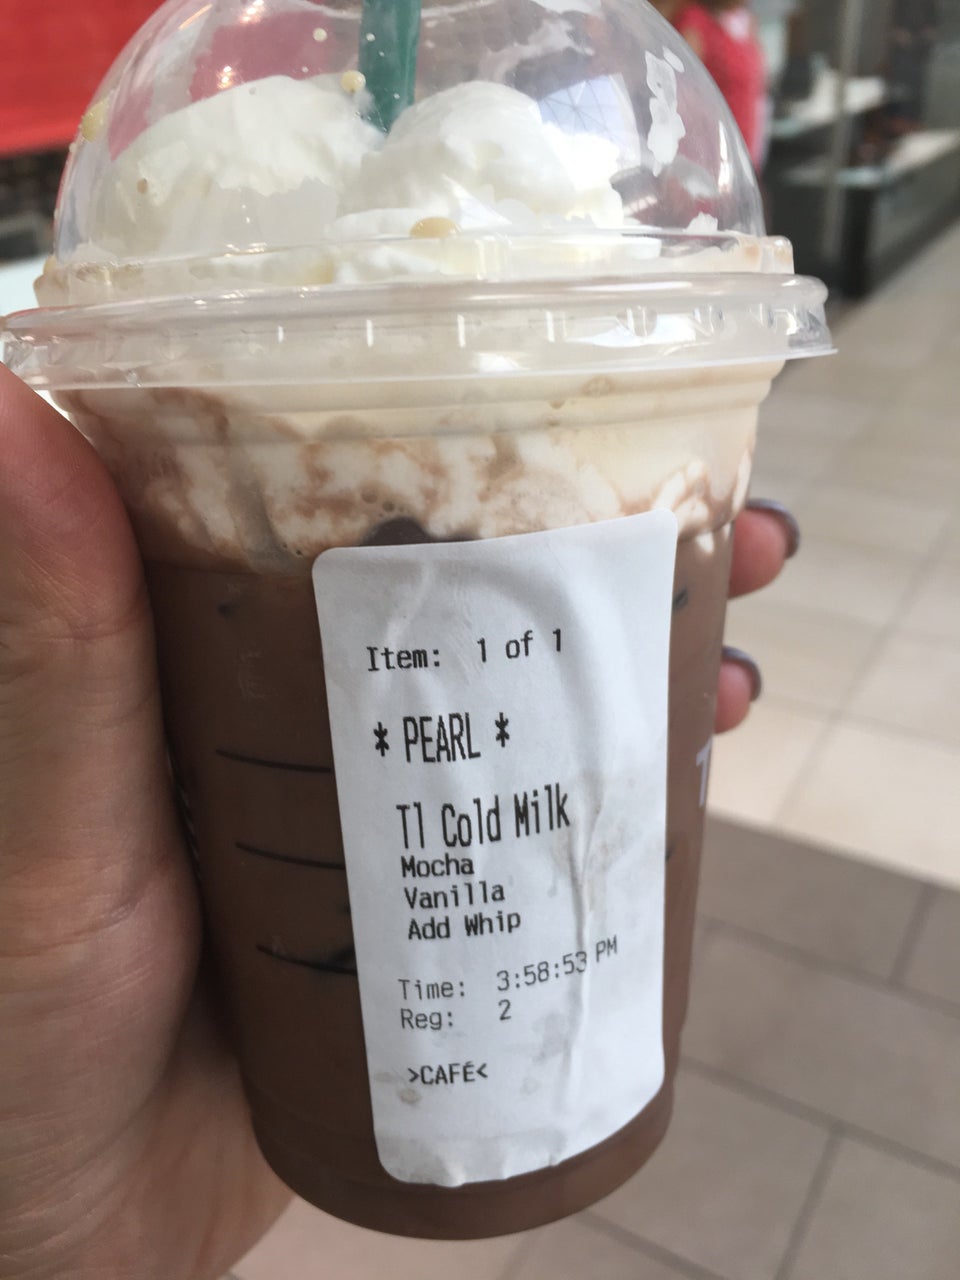 Item: 1 of 1
* PEARL *
Tl Cold Milk
Mocha
Vanilla
Add Whip
Time: 3:58:53 PM
Reg: 2
>CAFÉ<